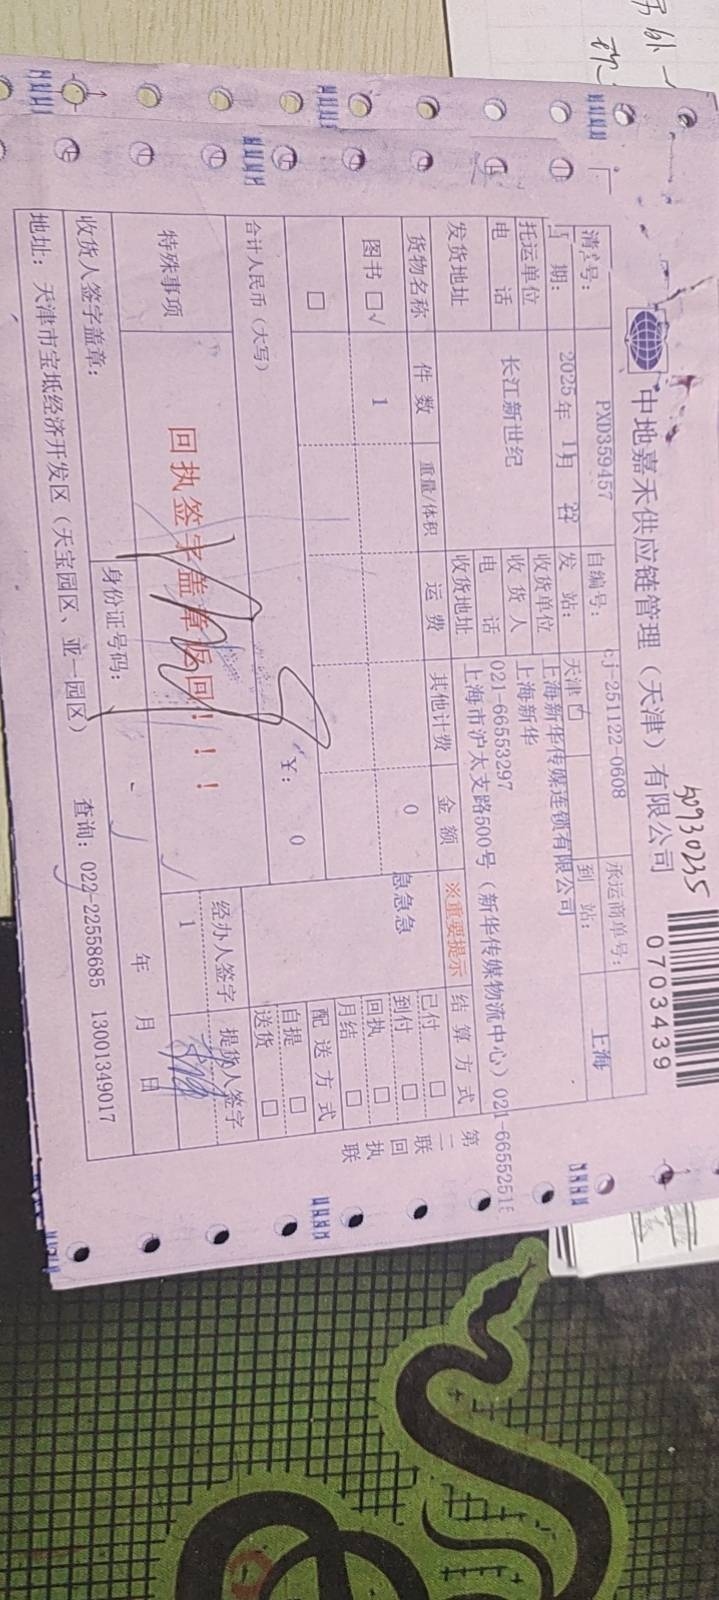 50930235
中地嘉禾供应链管理（天津）有限公司
0703439
清单号： PXD359457 自编号： cj-251122-0608 承运商单号：
日 期： 2025年 11月 22 发 站： 天津 到 站： 上海
托运单位 长江新世纪 收货单位 上海新华传媒连锁有限公司
收 货 人 上海新华
电 话 电 话 021-66553297
发货地址 收货地址 上海市沪太支路500号（新华传媒物流中心）021-6655251
货物名称 件 数 重量/体积 运 费 其他计费 金 额 ※重要提示 结 算 方 式
图书 □√ 1 0 急急急 已付 □
到付 □
□ 回执 □
月结 □
合计人民币（大写） ¥： 0 配 送 方 式
自提 □
送货 □
特殊事项 回执签字盖章返回！！！ 经办人签字 提货人签字
1
收货人签字盖章： 身份证号码： 年 月 日
地址： 天津市宝坻经济开发区（天宝园区、亚一园区） 查询：022-22558685 13001349017
第二联 回执联